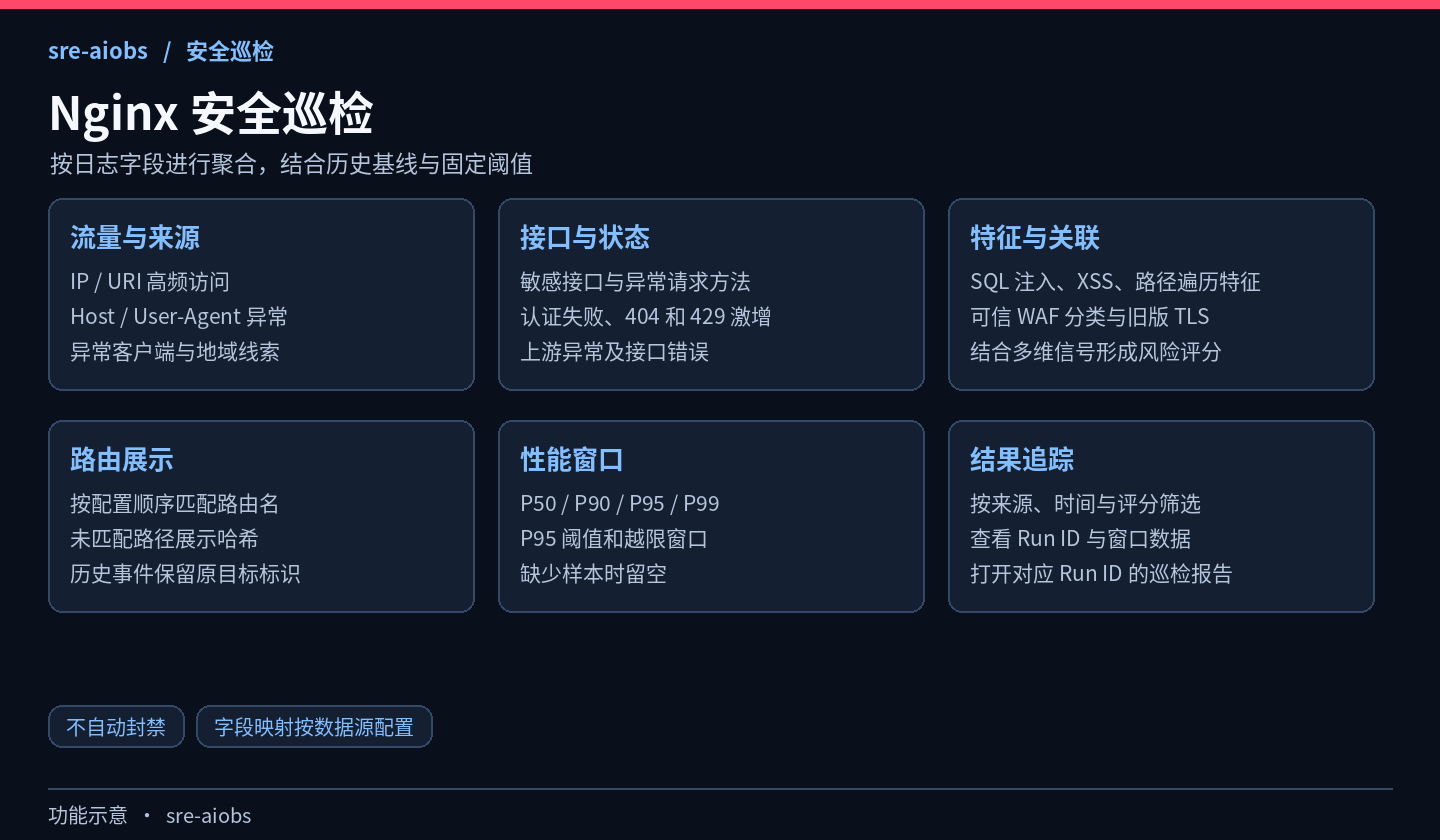 sre-aiobs / 安全巡检
Nginx 安全巡检
按日志字段进行聚合，结合历史基线与固定阈值
流量与来源
IP / URI 高频访问
Host / User-Agent 异常
异常客户端与地域线索
接口与状态
敏感接口与异常请求方法
认证失败、404 和 429 激增
上游异常及接口错误
特征与关联
SQL 注入、XSS、路径遍历特征
可信 WAF 分类与旧版 TLS
结合多维信号形成风险评分
路由展示
按配置顺序匹配路由名
未匹配路径展示哈希
历史事件保留原目标标识
性能窗口
P50 / P90 / P95 / P99
P95 阈值和越限窗口
缺少样本时留空
结果追踪
按来源、时间与评分筛选
查看 Run ID 与窗口数据
打开对应 Run ID 的巡检报告
不自动封禁
字段映射按数据源配置
功能示意 · sre-aiobs